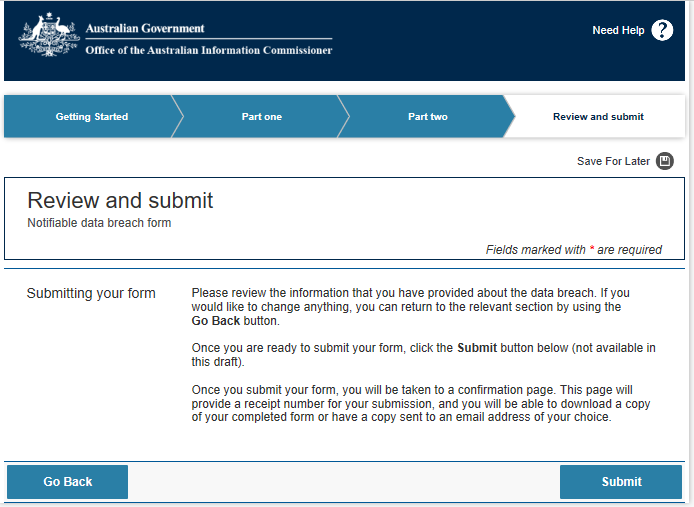 Australian Government
Office of the Australian Information Commissioner
Need Help ?
Getting Started
Part one
Part two
Review and submit
Save For Later
Review and submit
Notifiable data breach form
Fields marked with * are required
Submitting your form
Please review the information that you have provided about the data breach. If you
would like to change anything, you can return to the relevant section by using the
Go Back button.
Once you are ready to submit your form, click the Submit button below (not available in
this draft).
Once you submit your form, you will be taken to a confirmation page. This page will
provide a receipt number for your submission, and you will be able to download a copy
of your completed form or have a copy sent to an email address of your choice.
Go Back
Submit